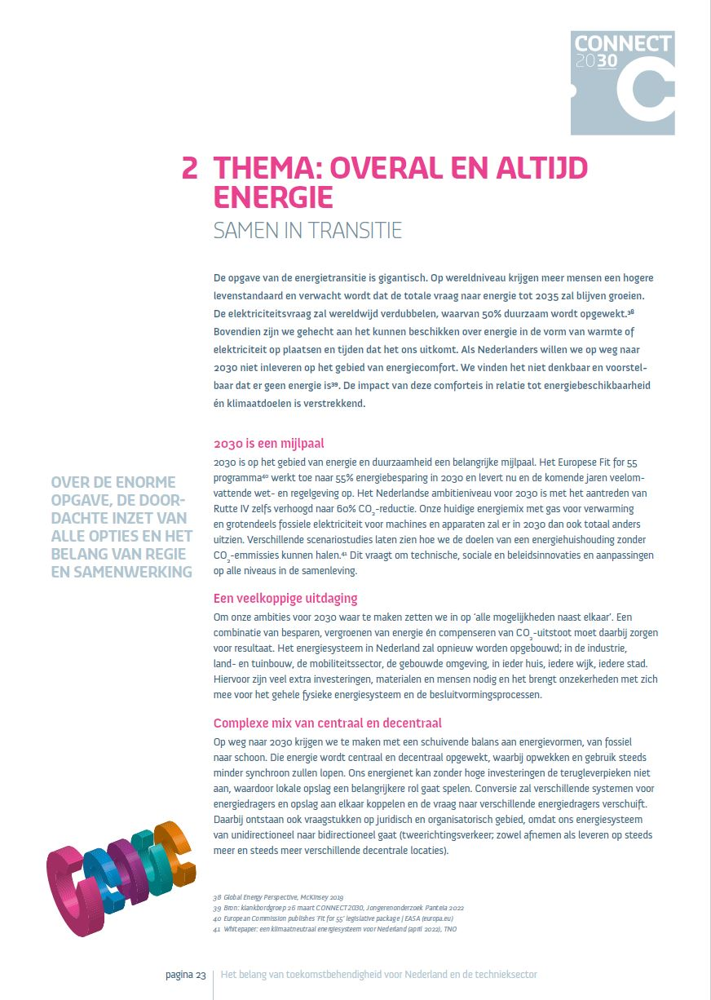 CONNECT
2030
2 THEMA: OVERAL EN ALTIJD
ENERGIE
SAMEN IN TRANSITIE
De opgave van de energietransitie is gigantisch. Op wereldniveau krijgen meer mensen een hogere
levenstandaard en verwacht wordt dat de totale vraag naar energie tot 2035 zal blijven groeien.
De elektriciteitsvraag zal wereldwijd verdubbelen, waarvan 50% duurzaam wordt opgewekt.³⁸
Bovendien zijn we gehecht aan het kunnen beschikken over energie in de vorm van warmte of
elektriciteit op plaatsen en tijden dat het ons uitkomt. Als Nederlanders willen we op weg naar
2030 niet inleveren op het gebied van energiecomfort. We vinden het niet denkbaar en voorstel-
baar dat er geen energie is³⁹. De impact van deze comforteis in relatie tot energiebeschikbaarheid
én klimaatdoelen is verstrekkend.
OVER DE ENORME
OPGAVE, DE DOOR-
DACHTE INZET VAN
ALLE OPTIES EN HET
BELANG VAN REGIE
EN SAMENWERKING
2030 is een mijlpaal
2030 is op het gebied van energie en duurzaamheid een belangrijke mijlpaal. Het Europese Fit for 55
programma⁴⁰ werkt toe naar 55% energiebesparing in 2030 en levert nu en de komende jaren veelom-
vattende wet- en regelgeving op. Het Nederlandse ambitieniveau voor 2030 is met het aantreden van
Rutte IV zelfs verhoogd naar 60% CO₂-reductie. Onze huidige energiemix met gas voor verwarming
en grotendeels fossiele elektriciteit voor machines en apparaten zal er in 2030 dan ook totaal anders
uitzien. Verschillende scenariostudies laten zien hoe we de doelen van een energiehuishouding zonder
CO₂-emmissies kunnen halen.⁴¹ Dit vraagt om technische, sociale en beleidsinnovaties en aanpassingen
op alle niveaus in de samenleving.
Een veelkoppige uitdaging
Om onze ambities voor 2030 waar te maken zetten we in op ‘alle mogelijkheden naast elkaar’. Een
combinatie van besparen, vergroenen van energie én compenseren van CO₂-uitstoot moet daarbij zorgen
voor resultaat. Het energiesysteem in Nederland zal opnieuw worden opgebouwd; in de industrie,
land- en tuinbouw, de mobiliteitssector, de gebouwde omgeving, in ieder huis, iedere wijk, iedere stad.
Hiervoor zijn veel extra investeringen, materialen en mensen nodig en het brengt onzekerheden met zich
mee voor het gehele fysieke energiesysteem en de besluitvormingsprocessen.
Complexe mix van centraal en decentraal
Op weg naar 2030 krijgen we te maken met een schuivende balans aan energievormen, van fossiel
naar schoon. Die energie wordt centraal en decentraal opgewekt, waarbij opwekken en gebruik steeds
minder synchroon zullen lopen. Ons energienet kan zonder hoge investeringen de terugleverpieken niet
aan, waardoor lokale opslag een belangrijkere rol gaat spelen. Conversie zal verschillende systemen voor
energiedragers en opslag aan elkaar koppelen en de vraag naar verschillende energiedragers verschuift.
Daarbij ontstaan ook vraagstukken op juridisch en organisatorisch gebied, omdat ons energiesysteem
van unidirectioneel naar bidirectioneel gaat (tweerichtingsverkeer; zowel afnemen als leveren op steeds
meer en steeds meer verschillende decentrale locaties).
38 Global Energy Perspective, McKinsey 2019
39 Bron: klankbordgroep 26 maart CONNECT2030, Jongerenonderzoek Panteia 2022
40 European Commission publishes ‘Fit for 55’ legislative package | EASA (europa.eu)
41 Whitepaper: een klimaatneutraal energiesysteem voor Nederland (april 2022), TNO
pagina 23 Het belang van toekomstbehendigheid voor Nederland en de technieksector